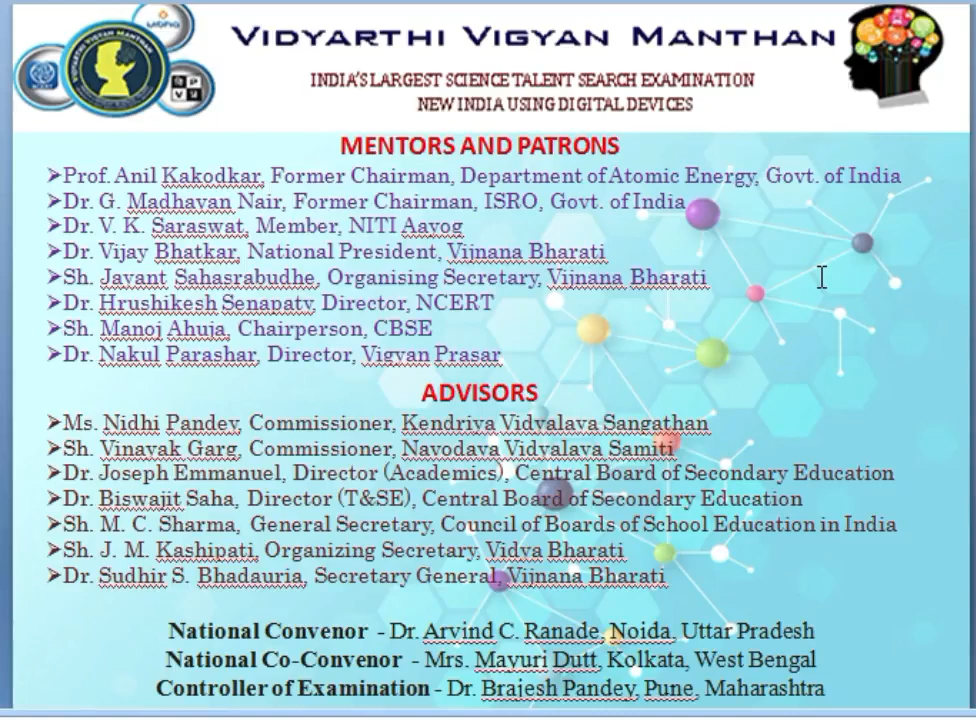 VIDYARTHI VIGYAN MANTHAN
INDIA'S LARGEST SCIENCE TALENT SEARCH EXAMINATION
NEW INDIA USING DIGITAL DEVICES
MENTORS AND PATRONS
➢Prof. Anil Kakodkar, Former Chairman, Department of Atomic Energy, Govt. of India
➢Dr. G. Madhavan Nair, Former Chairman, ISRO, Govt. of India
➢Dr. V. K. Saraswat, Member, NITI Aayog
➢Dr. Vijay Bhatkar, National President, Vijnana Bharati
➢Sh. Jayant Sahasrabudhe, Organising Secretary, Vijnana Bharati
➢Dr. Hrushikesh Senapaty, Director, NCERT
➢Sh. Manoj Ahuja, Chairperson, CBSE
➢Dr. Nakul Parashar, Director, Vigyan Prasar
ADVISORS
➢Ms. Nidhi Pandey, Commissioner, Kendriya Vidyalaya Sangathan
➢Sh. Vinayak Garg, Commissioner, Navodaya Vidyalaya Samiti
➢Dr. Joseph Emmanuel, Director (Academics), Central Board of Secondary Education
➢Dr. Biswajit Saha, Director (T&SE), Central Board of Secondary Education
➢Sh. M. C. Sharma, General Secretary, Council of Boards of School Education in India
➢Sh. J. M. Kashipati, Organizing Secretary, Vidya Bharati
➢Dr. Sudhir S. Bhadauria, Secretary General, Vijnana Bharati
National Convenor - Dr. Arvind C. Ranade, Noida, Uttar Pradesh
National Co-Convenor - Mrs. Mayuri Dutt, Kolkata, West Bengal
Controller of Examination - Dr. Brajesh Pandey, Pune, Maharashtra